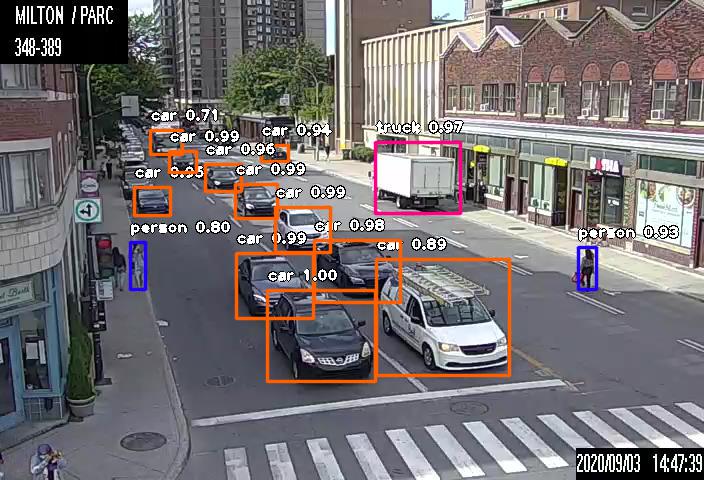 MILTON / PARC
348-389
car 0.71
car 0.99
car 0.94
car 0.96
truck 0.97
car 0.95
car 0.99
car 0.99
person 0.80
car 0.98
person 0.93
car 0.99
car 0.89
car 1.00
2020/09/03 14:47:39